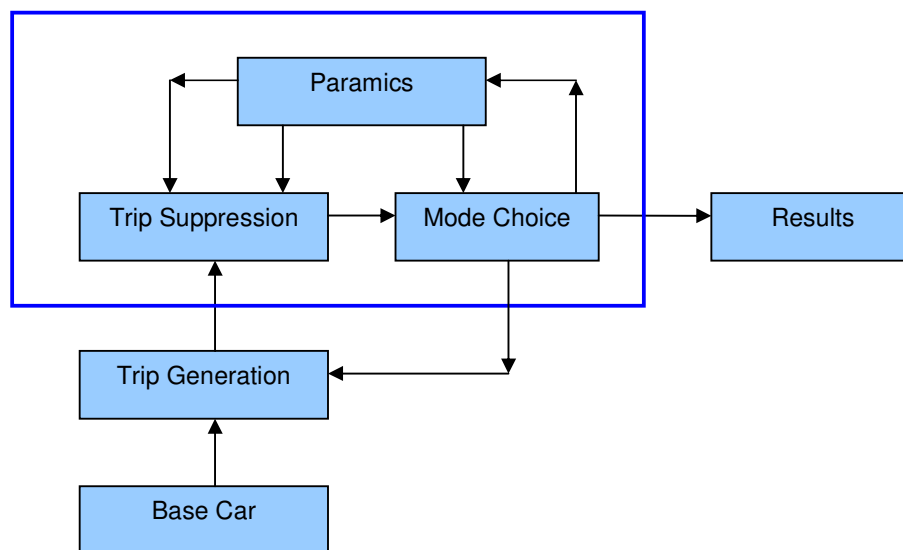 Paramics
Trip Suppression
Mode Choice
Results
Trip Generation
Base Car